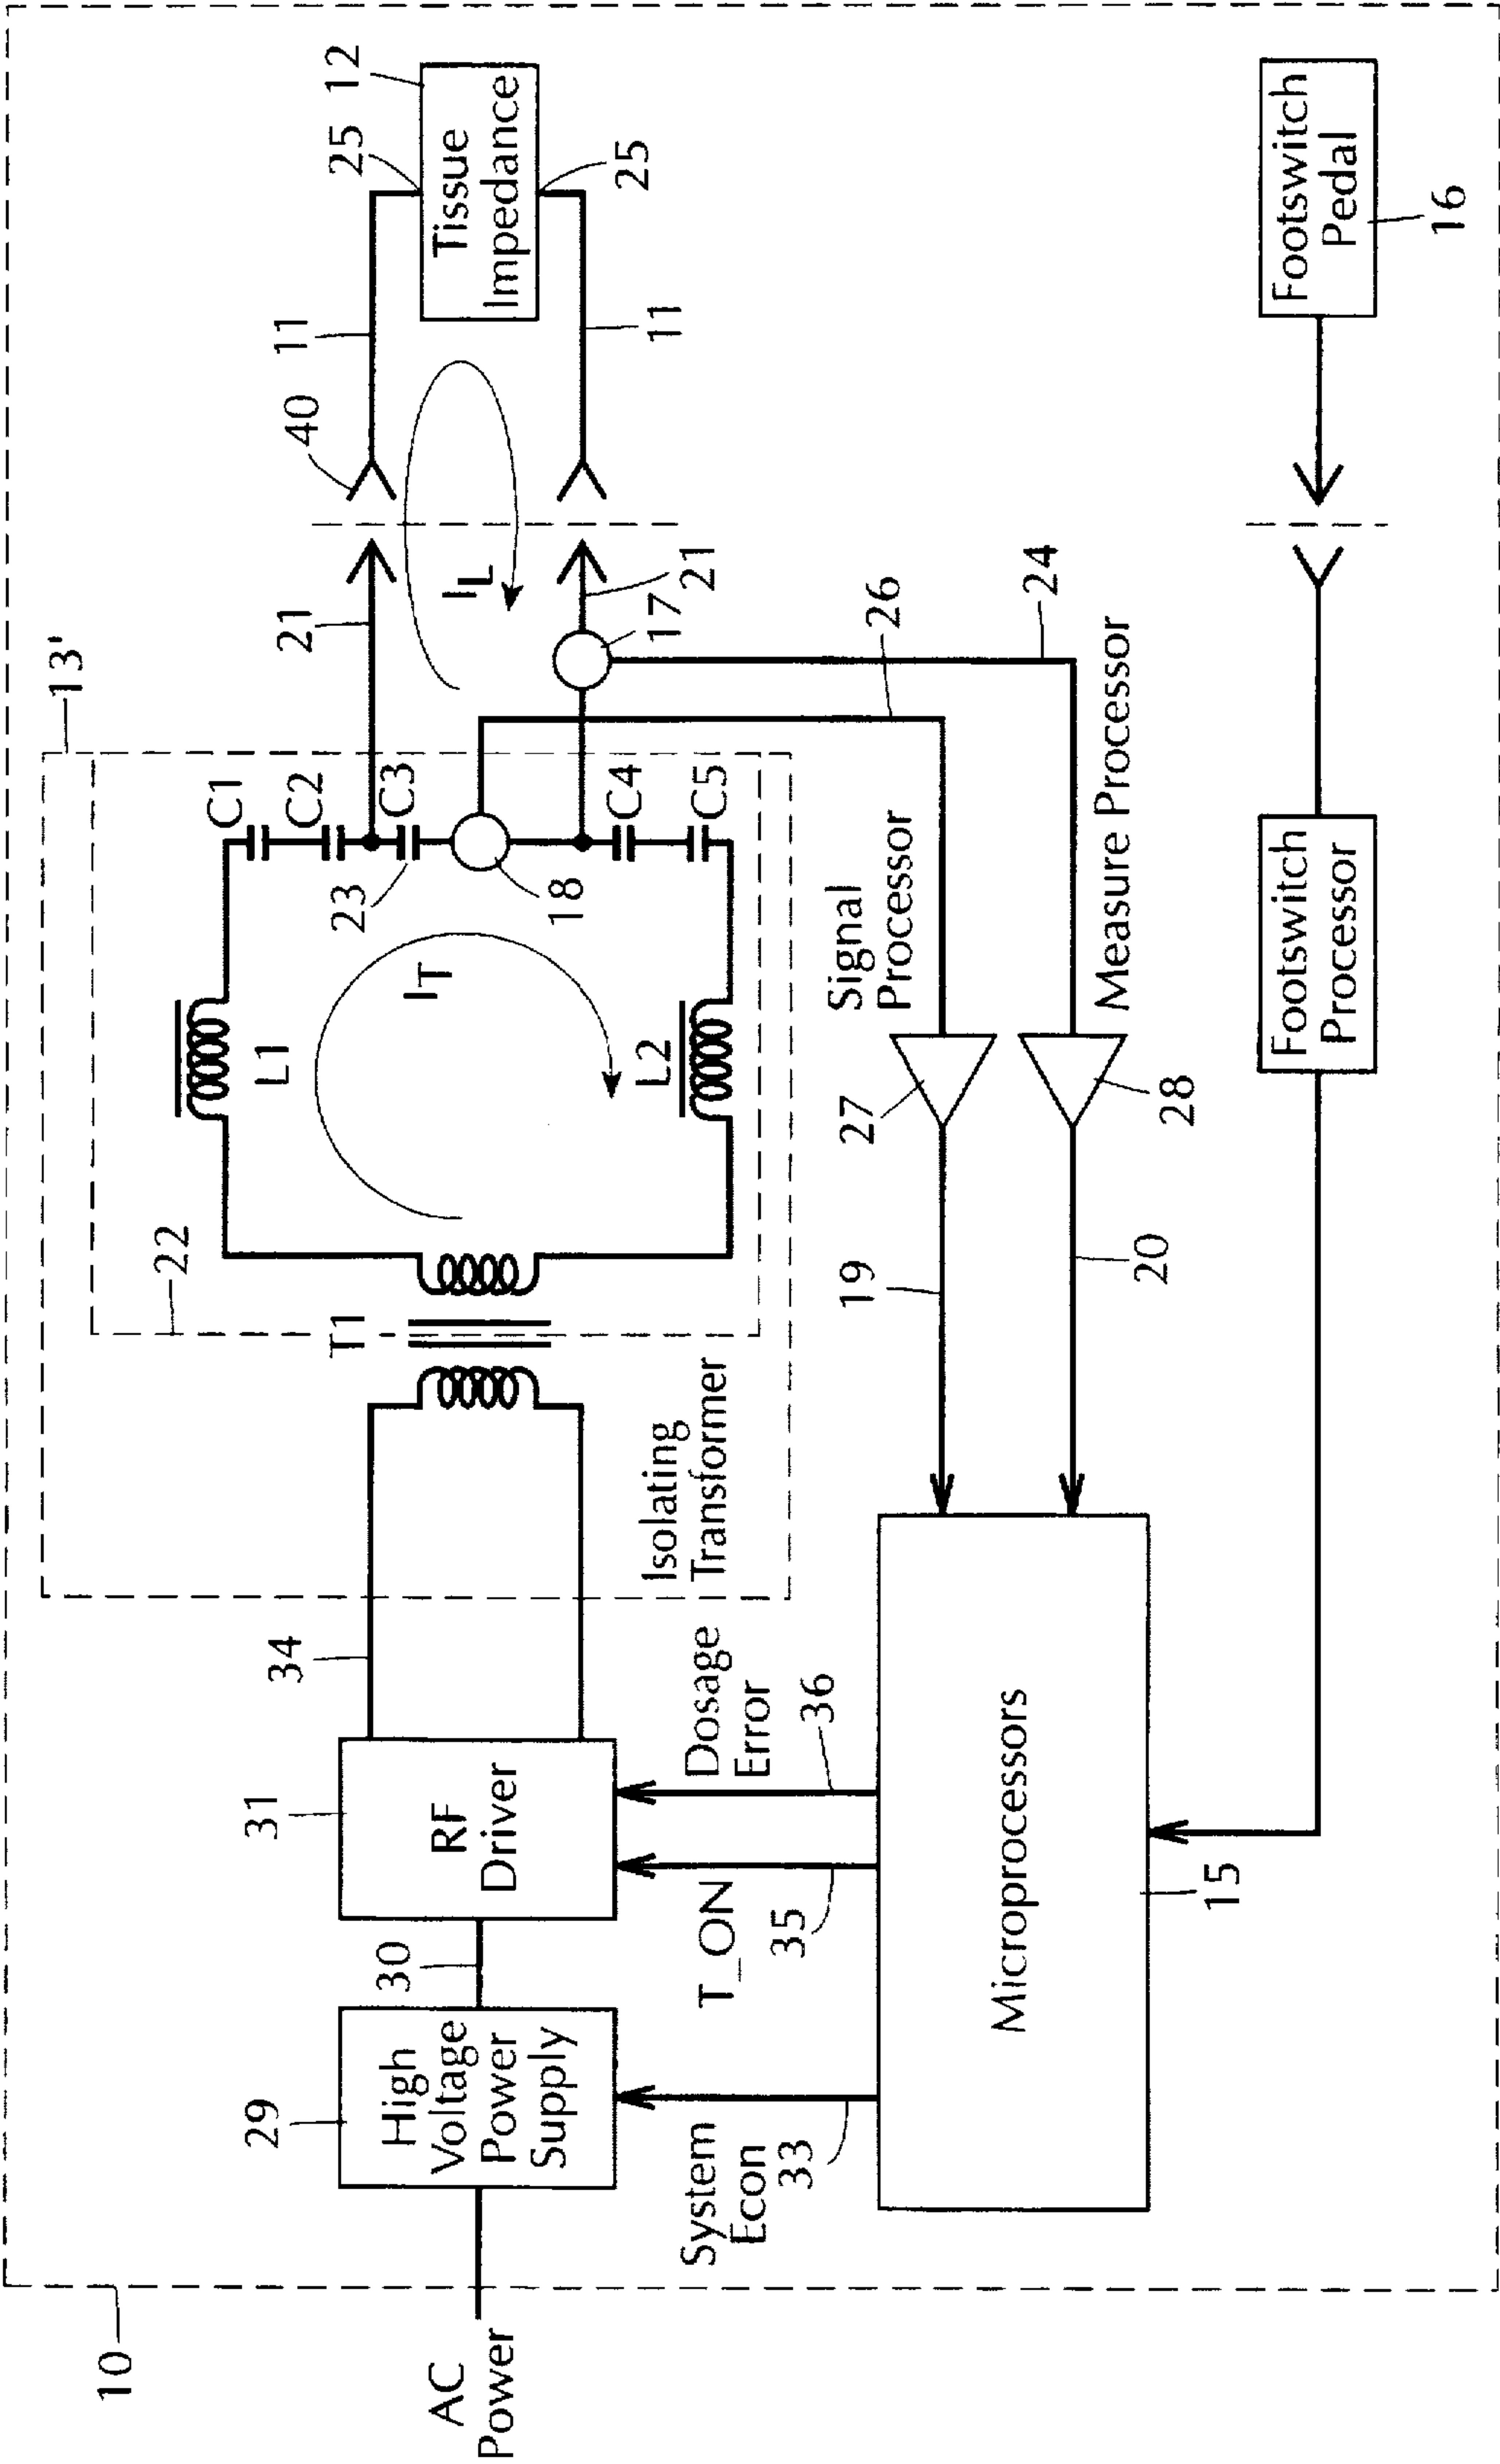 10
AC
Power
29
High
Voltage
Power
Supply
30
31
RF
Driver
34
System
Econ
33
T_ON
35
Dosage
Error
36
Microprocessors
15
Isolating
Transformer
T1
22
13'
L1
L2
IT
C1
C2
C3
C4
C5
23
18
21
21
17
IL
40
11
11
25
25
12
Tissue
Impedance
26
24
Signal
Processor
Measure Processor
27
28
19
20
Footswitch
Processor
Footswitch
Pedal
16